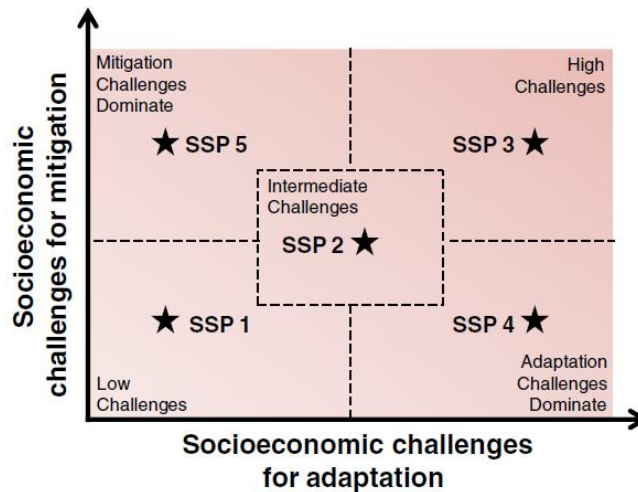 Socioeconomic
challenges for mitigation
Mitigation
Challenges
Dominate
High
Challenges
SSP 5
SSP 3
Intermediate
Challenges
SSP 2
SSP 1
SSP 4
Low
Challenges
Adaptation
Challenges
Dominate
Socioeconomic challenges
for adaptation